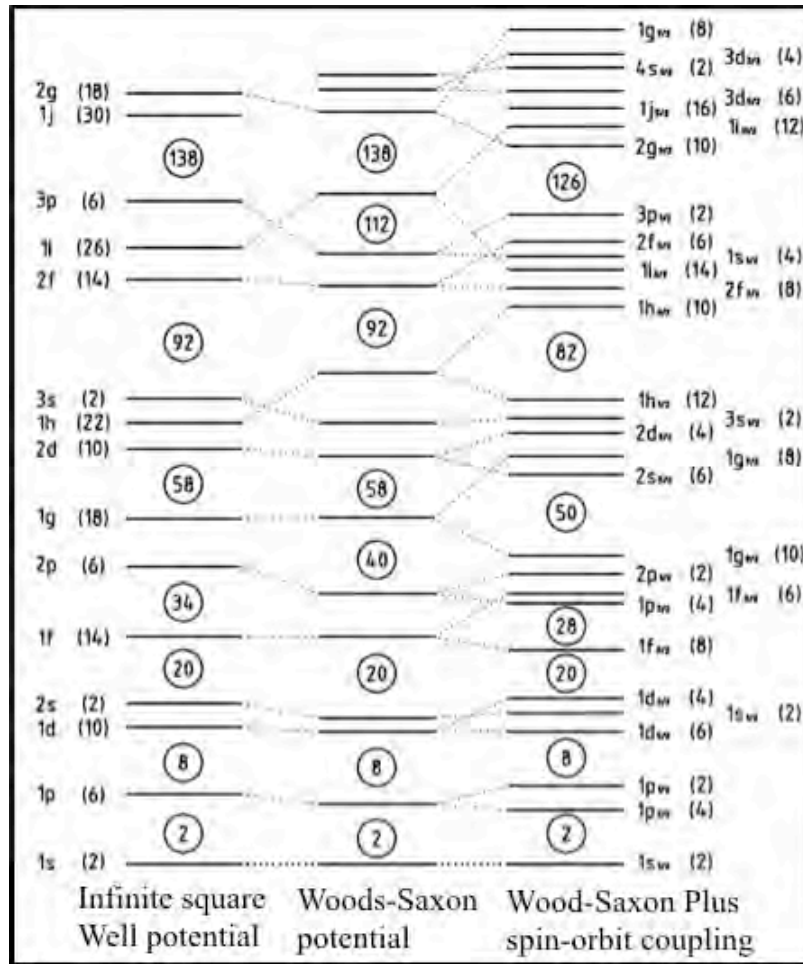 2g (18)
1j (30)
138
3p (6)
1i (26)
2f (14)
92
3s (2)
1h (22)
2d (10)
58
1g (18)
2p (6)
34
1f (14)
20
2s (2)
1d (10)
8
1p (6)
2
1s (2)
Infinite square
Well potential
138
112
92
58
40
20
8
2
Woods-Saxon
potential
1g (8)
3d (4)
4s (2)
3d (6)
1j (16)
1i (12)
2g (10)
126
3p (2)
2f (6)
1s (4)
1i (14)
2f (8)
1h (10)
82
1h (12)
3s (2)
2d (4)
1g (8)
2s (6)
50
1g (10)
2p (2)
1f (6)
1p (4)
28
1f (8)
20
1d (4)
1s (2)
1d (6)
8
1p (2)
1p (4)
2
1s (2)
Wood-Saxon Plus
spin-orbit coupling